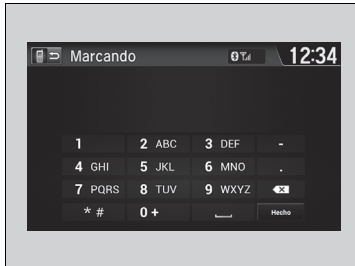 Marcando 12:34
1 2 ABC 3 DEF -
4 GHI 5 JKL 6 MNO .
7 PQRS 8 TUV 9 WXYZ
* # 0 + Hecho